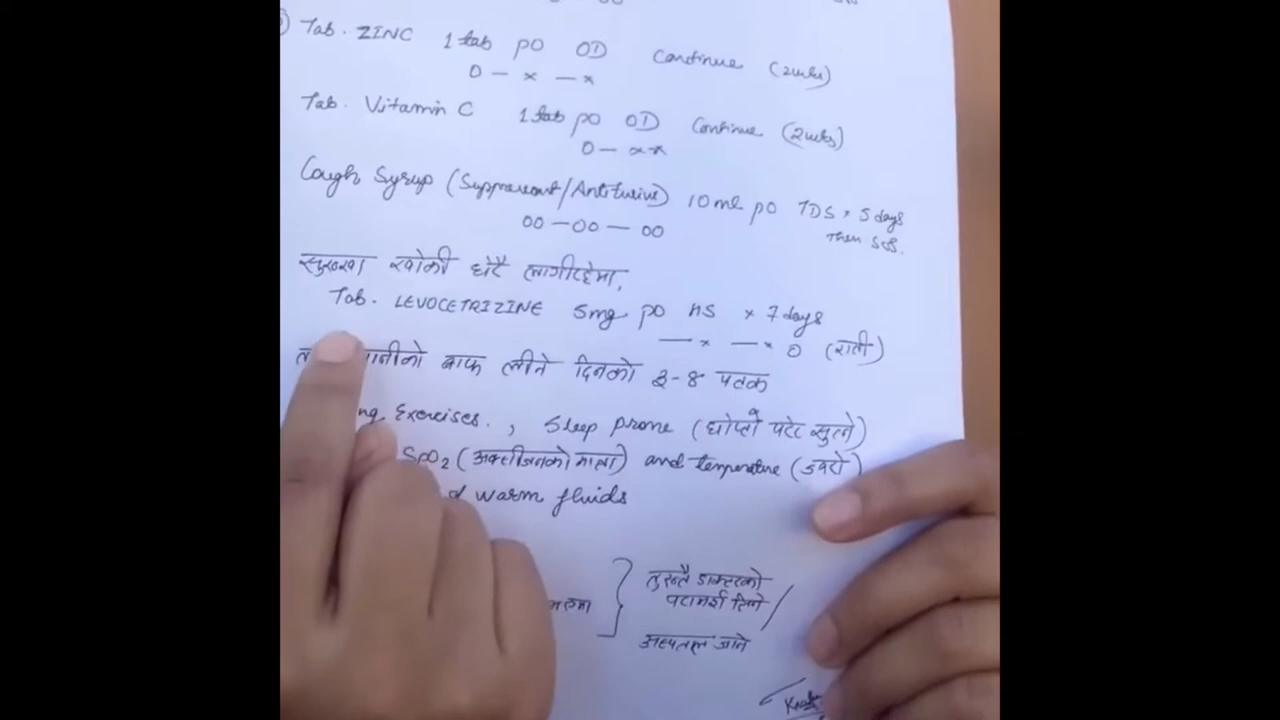 Tab. ZINC 1 tab po OD Continue (2wks)
0 — x — x
Tab. Vitamin C 1 tab po OD Continue (2wks)
0 — x x
Cough Syrup (Suppressant/Antitusive) 10 ml po TDS x 5 days
00 — 00 — 00
Then SOS.
सुख्खा खोकी धेरै लागीरहेमा,
Tab. LEVOCETRIZINE 5mg po HS x 7 days
— x — x 0 (राती)
पानीको बाफ लीने दिनको ३-४ पटक
Exercises., Sleep prone (घोप्टो परेर सुत्ने)
SpO2 (अक्सीजनको मात्रा) and temperature (ज्वरो)
warm fluids
} तुरुन्तै डाक्टरको
परामर्श लिने /
अस्पताल जाने